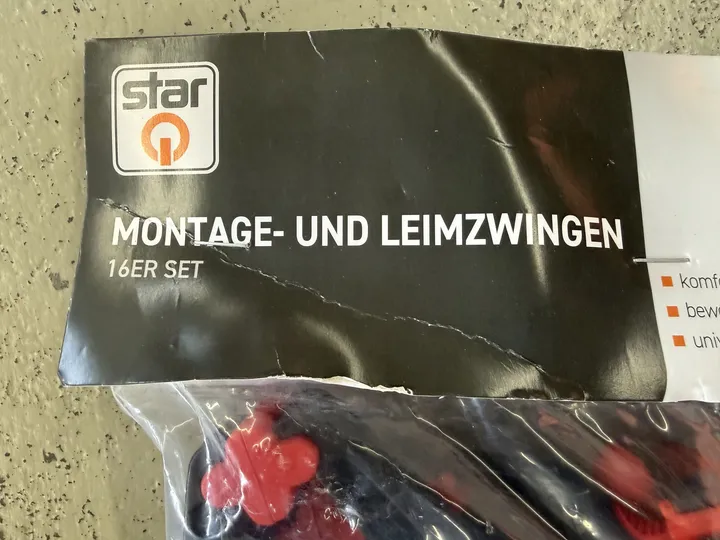 star
MONTAGE- UND LEIMZWINGEN
16ER SET